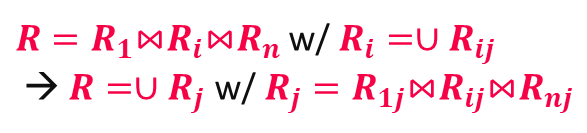 R = R₁⋈Rᵢ⋈Rₙ w/ Rᵢ =∪ Rᵢⱼ
→ R =∪ Rⱼ w/ Rⱼ = R₁ⱼ⋈Rᵢⱼ⋈Rₙⱼ